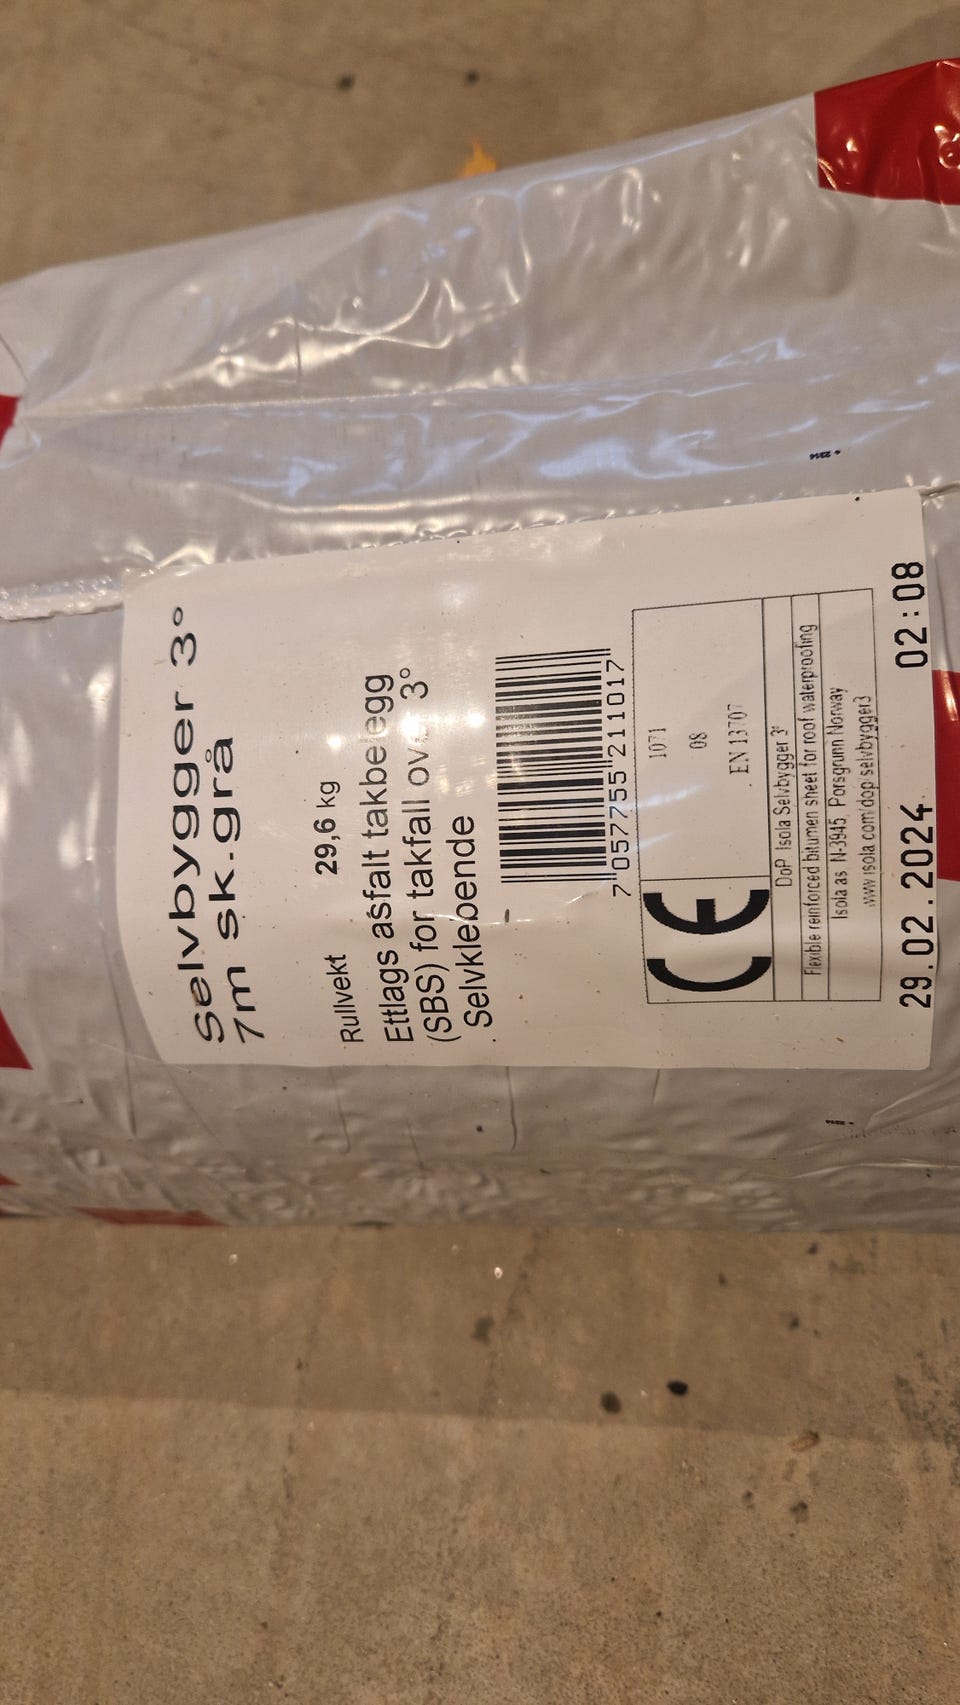 Selvbygger 3°
7m sk.grå
Rullvekt 29,6 kg
Ettlags asfalt takbelegg
(SBS) for takfall over 3°
Selvklebende
7"057755"211017"
CE
1071
08
EN 13707
DoP Isola Selvbygger 3°
Flexible reinforced bitumen sheet for roof waterproofing
Isola as N-3945 Porsgrunn Norway
www.isola.com/dop/selvbygger3
29.02.2024 02:08